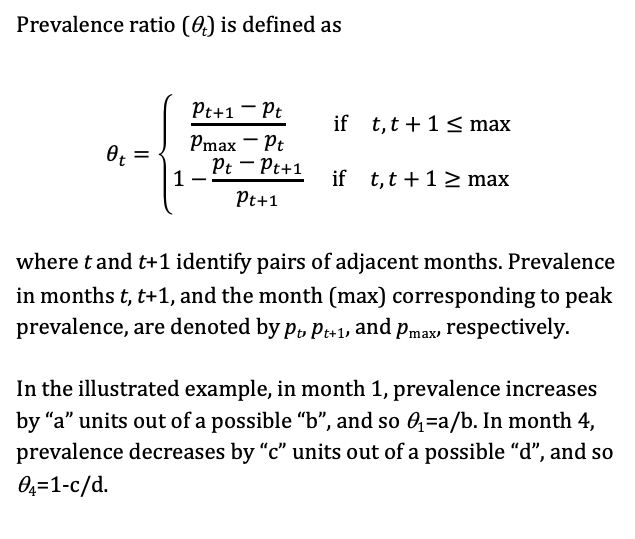 Prevalence ratio (θt) is defined as
θt = { (pt+1 − pt) / (pmax − pt) if t, t + 1 ≤ max
1 − (pt − pt+1) / pt+1 if t, t + 1 ≥ max
where t and t+1 identify pairs of adjacent months. Prevalence
in months t, t+1, and the month (max) corresponding to peak
prevalence, are denoted by pt, pt+1, and pmax, respectively.
In the illustrated example, in month 1, prevalence increases
by “a” units out of a possible “b”, and so θ1=a/b. In month 4,
prevalence decreases by “c” units out of a possible “d”, and so
θ4=1-c/d.